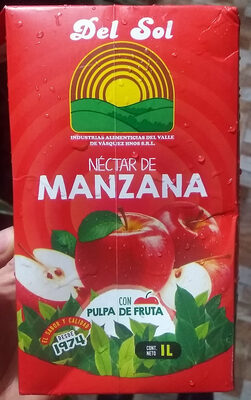 Del Sol
INDUSTRIAS ALIMENTICIAS DEL VALLE
DE VÁSQUEZ HNOS S.R.L.
NÉCTAR DE
MANZANA
CON
PULPA DE FRUTA
EL SABOR Y CALIDAD
DESDE
1974
CONT.
NETO
1L